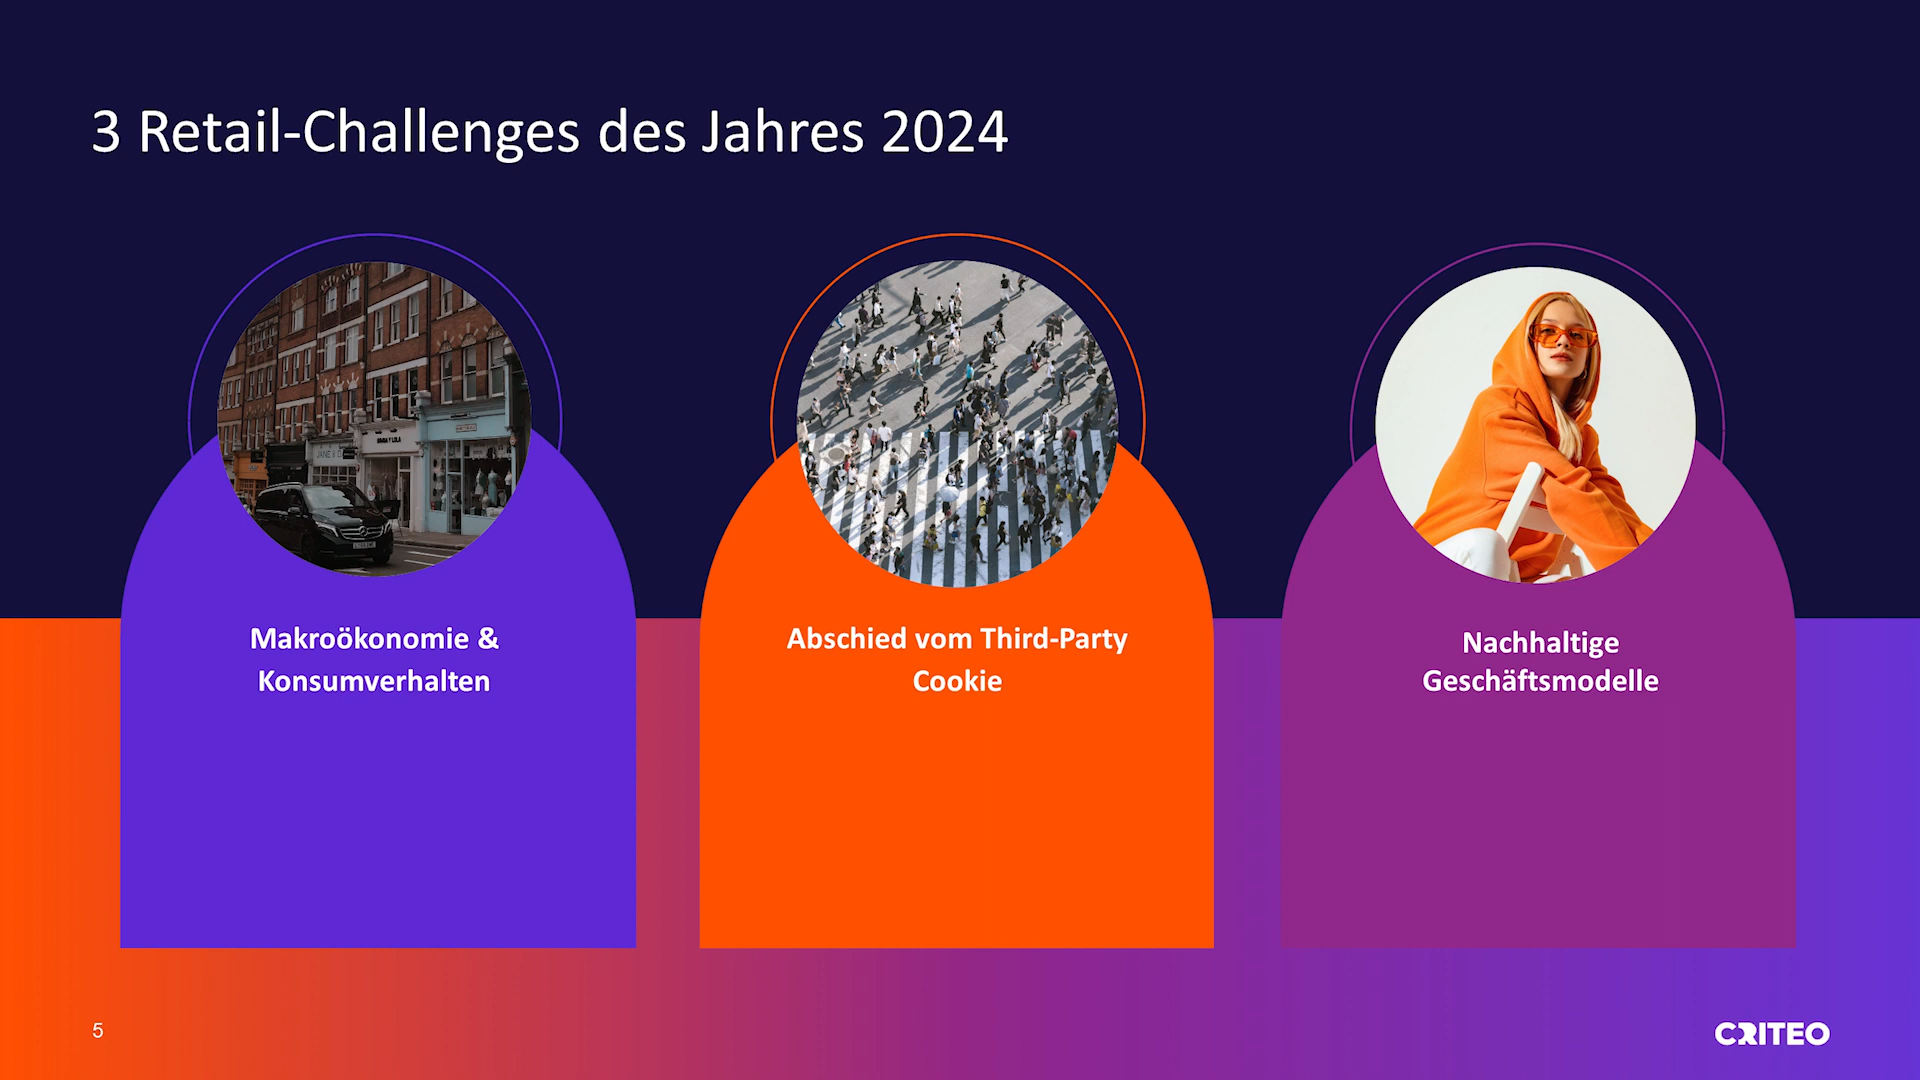 3 Retail-Challenges des Jahres 2024
Makroökonomie &
Konsumverhalten
Abschied vom Third-Party
Cookie
Nachhaltige
Geschäftsmodelle
5
CRITEO